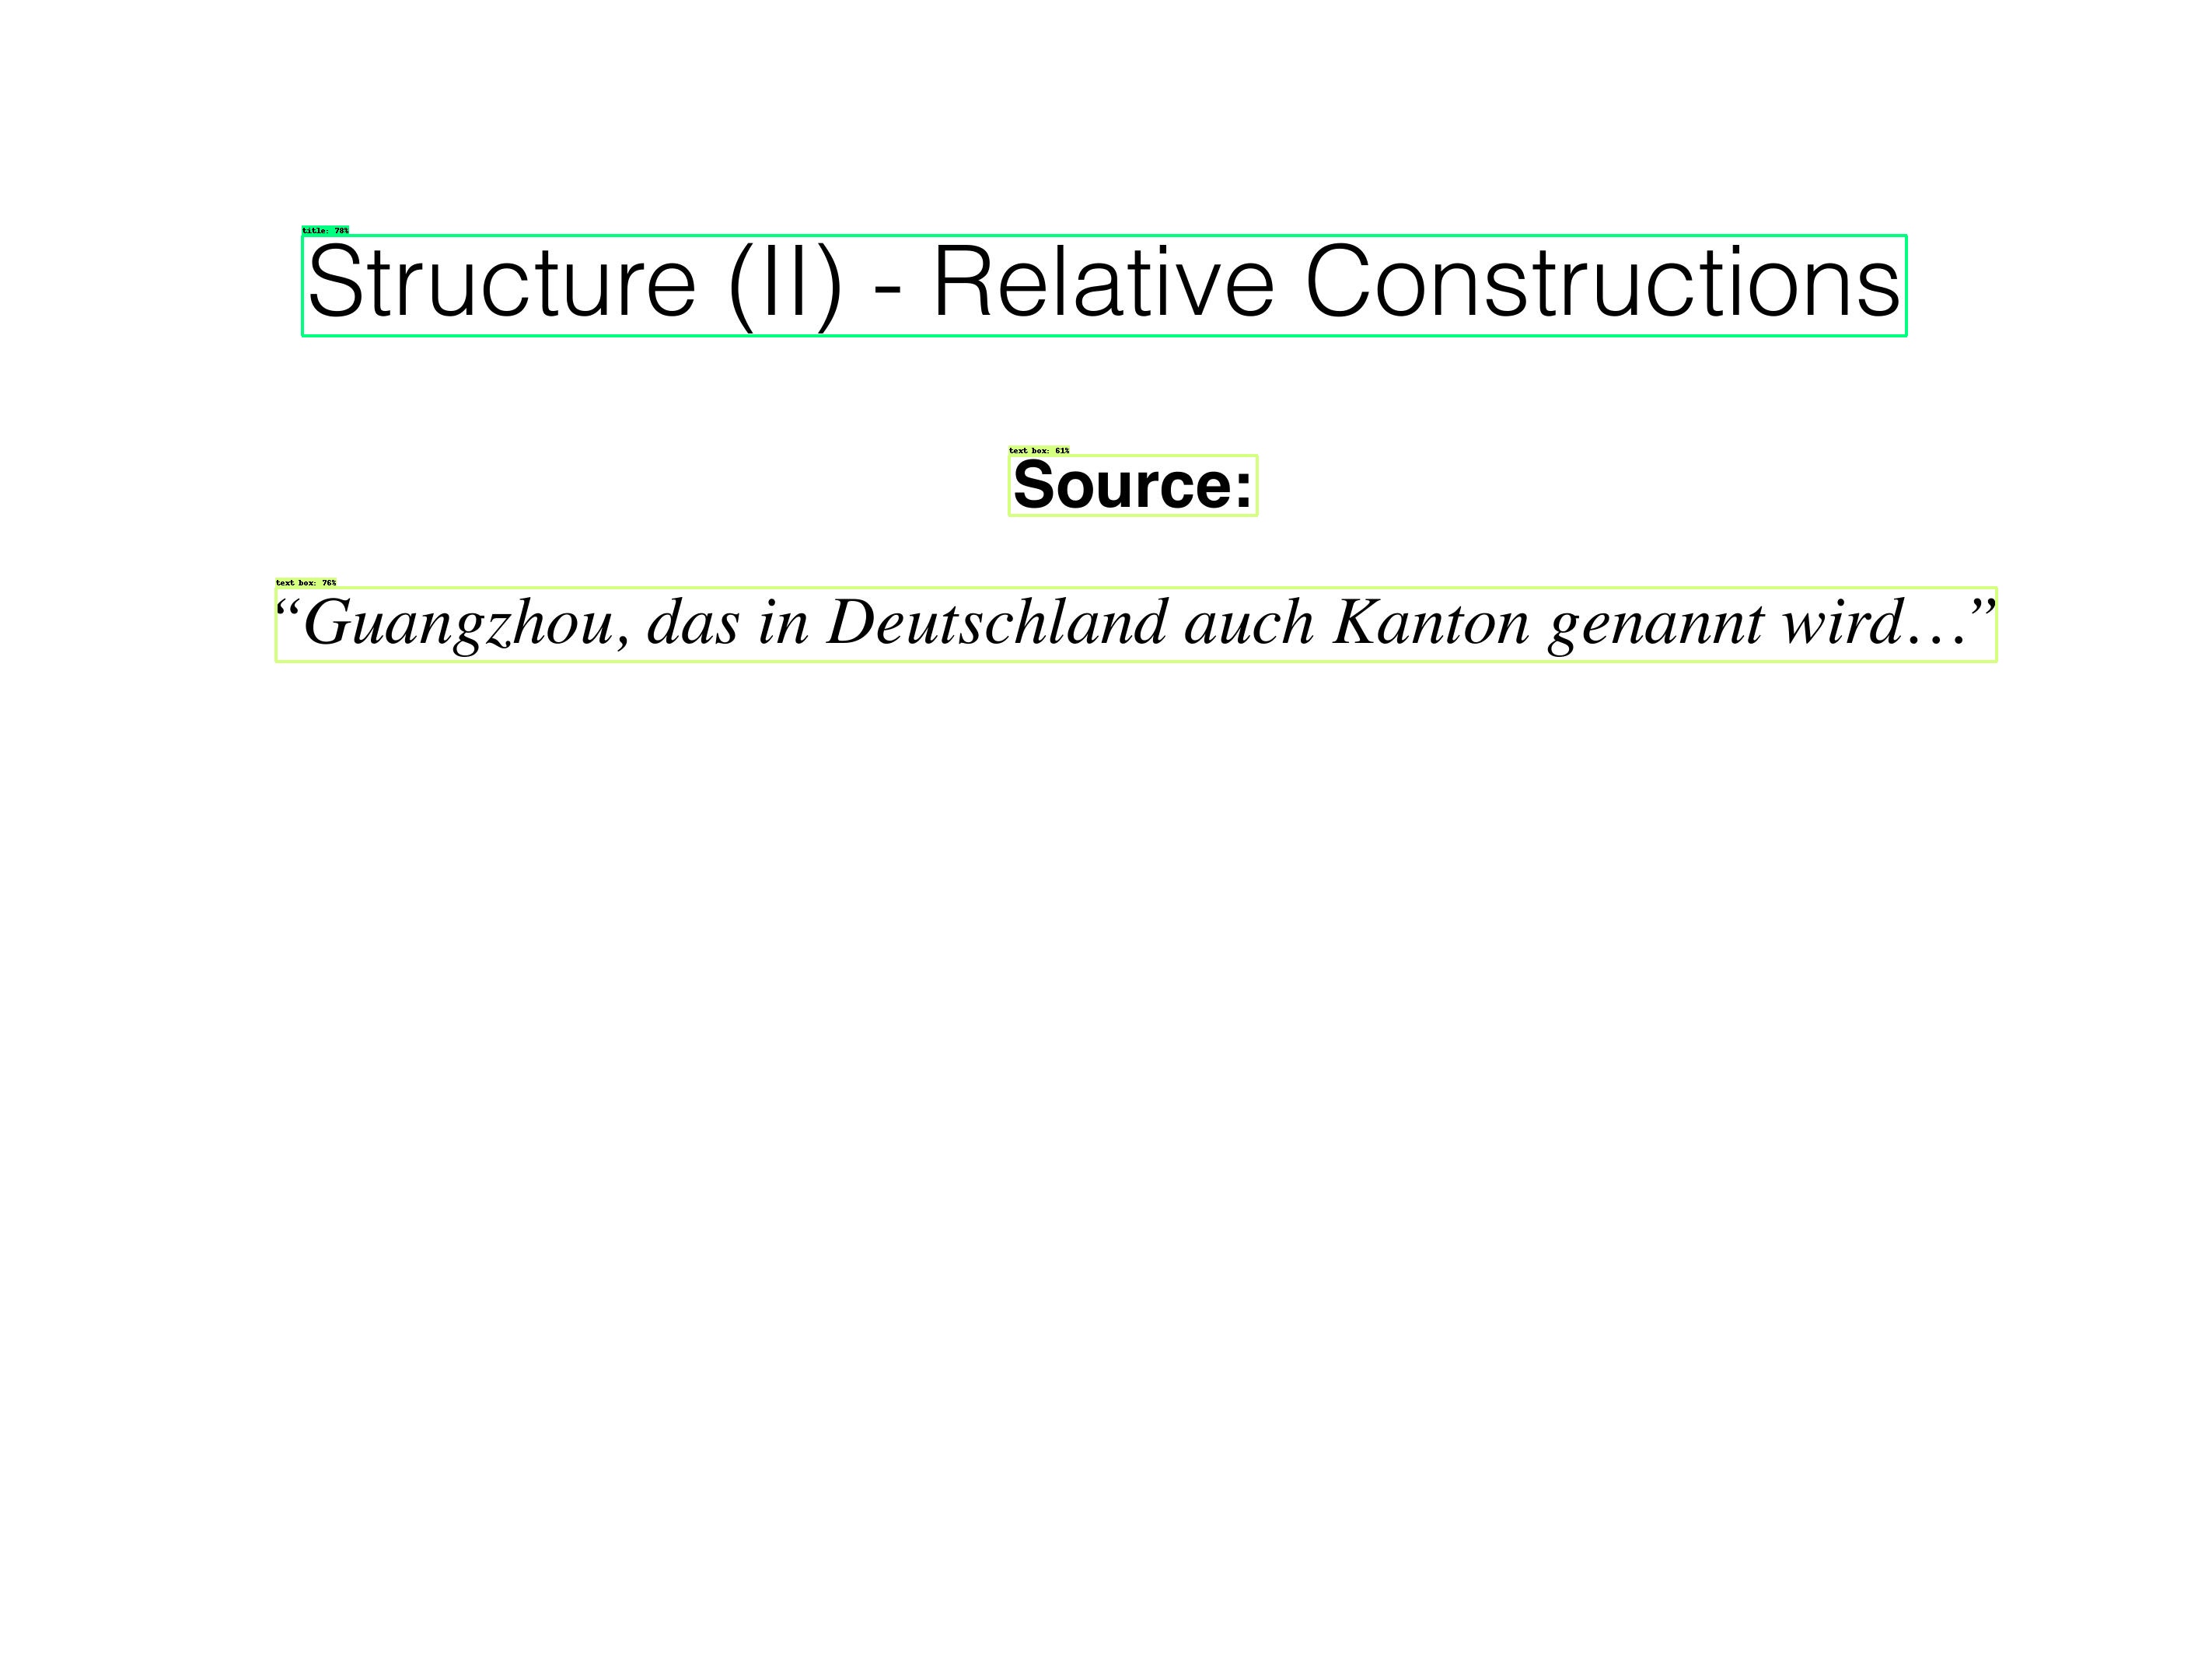 title: 78%
Structure (II) - Relative Constructions
text box: 61%
Source:
text box: 76%
“Guangzhou, das in Deutschland auch Kanton genannt wird…”